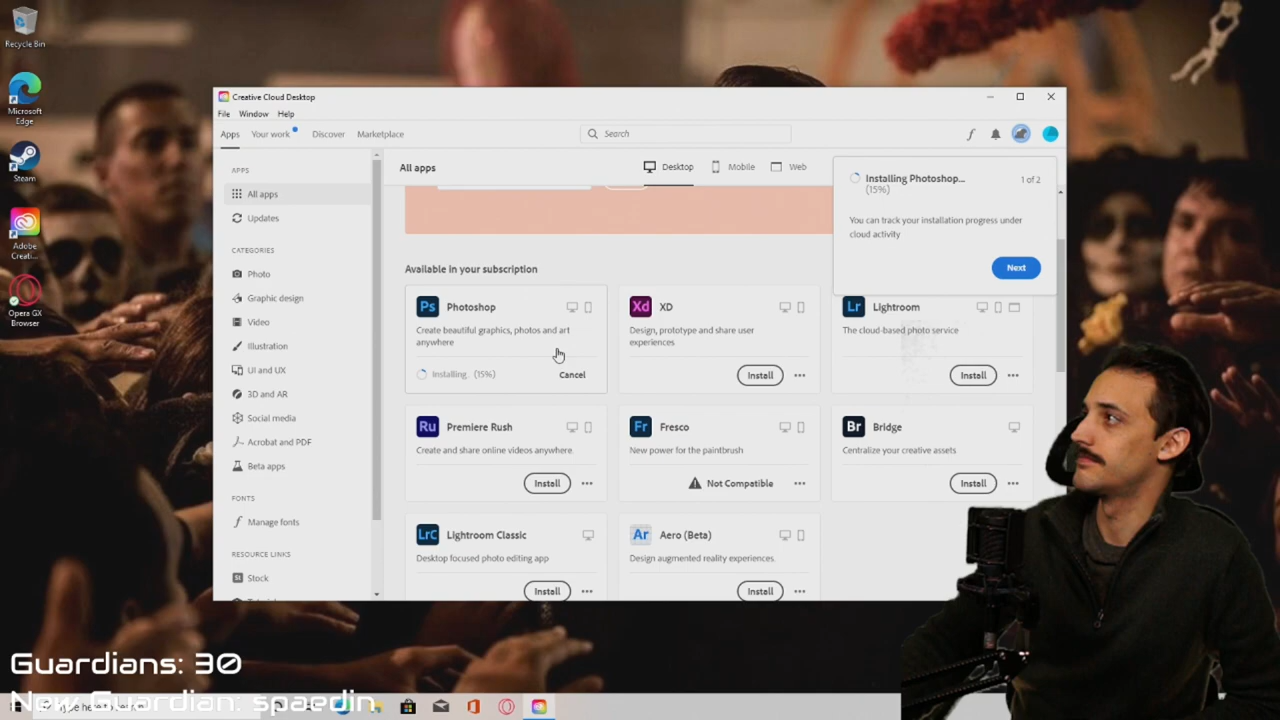 Recycle Bin
Microsoft
Edge
Steam
Adobe
Creati...
Opera GX
Browser
Creative Cloud Desktop
File Window Help
Apps Your work Discover Marketplace
Search
APPS
All apps
Updates
CATEGORIES
Photo
Graphic design
Video
Illustration
UI and UX
3D and AR
Social media
Acrobat and PDF
Beta apps
FONTS
Manage fonts
RESOURCE LINKS
St Stock
All apps
Desktop Mobile Web
Installing Photoshop... 1 of 2
(15%)
You can track your installation progress under
cloud activity
Next
Available in your subscription
Ps Photoshop
Create beautiful graphics, photos and art
anywhere
Installing.. (15%) Cancel
Xd XD
Design, prototype and share user
experiences
Install
Lr Lightroom
The cloud-based photo service
Install
Ru Premiere Rush
Create and share online videos anywhere.
Install
Fr Fresco
New power for the paintbrush
Not Compatible
Br Bridge
Centralize your creative assets
Install
LrC Lightroom Classic
Desktop focused photo editing app
Install
Ar Aero (Beta)
Design augmented reality experiences.
Install
Guardians: 30
New Guardian: spaedin